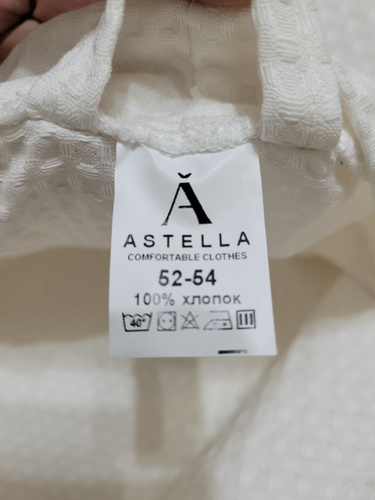 Ǎ
ASTELLA
COMFORTABLE CLOTHES
52-54
100% хлопок
40°